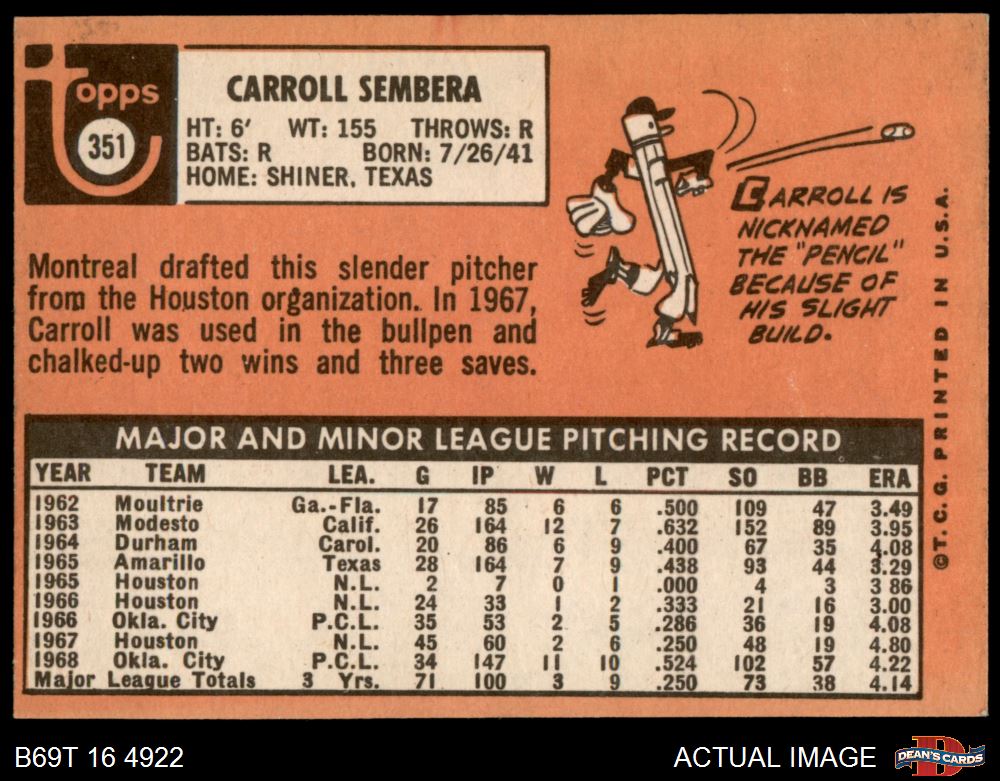 Topps
351
CARROLL SEMBERA
HT: 6' WT: 155 THROWS: R
BATS: R BORN: 7/26/41
HOME: SHINER, TEXAS
CARROLL IS
NICKNAMED
THE "PENCIL"
BECAUSE OF
HIS SLIGHT
BUILD.
Montreal drafted this slender pitcher
from the Houston organization. In 1967,
Carroll was used in the bullpen and
chalked-up two wins and three saves.
MAJOR AND MINOR LEAGUE PITCHING RECORD
YEAR TEAM LEA. G IP W L PCT SO BB ERA
1962 Moultrie Ga.-Fla. 17 85 6 6 .500 109 47 3.49
1963 Modesto Calif. 26 164 12 7 .632 152 89 3.95
1964 Durham Carol. 20 86 6 9 .400 67 35 4.08
1965 Amarillo Texas 28 164 7 9 .438 93 44 3.29
1965 Houston N.L. 2 7 0 1 .000 4 3 3 86
1966 Houston N.L. 24 33 1 2 .333 21 16 3.00
1966 Okla. City P.C.L. 35 53 2 5 .286 36 19 4.08
1967 Houston N.L. 45 60 2 6 .250 48 19 4.80
1968 Okla. City P.C.L. 34 147 11 10 .524 102 57 4.22
Major League Totals 3 Yrs. 71 100 3 9 .250 73 38 4.14
©T.C.G. PRINTED IN U.S.A.
B69T 16 4922
ACTUAL IMAGE
D
DEAN'S CARDS